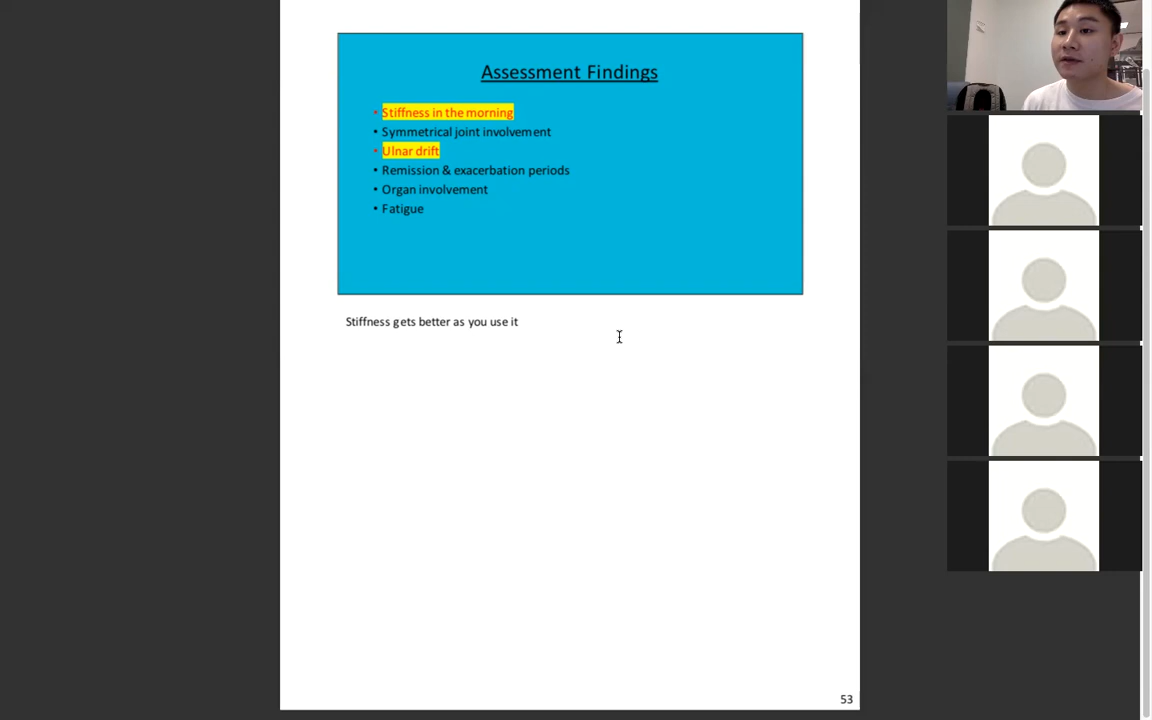 Assessment Findings
• Stiffness in the morning
• Symmetrical joint involvement
• Ulnar drift
• Remission & exacerbation periods
• Organ involvement
• Fatigue
Stiffness gets better as you use it
53